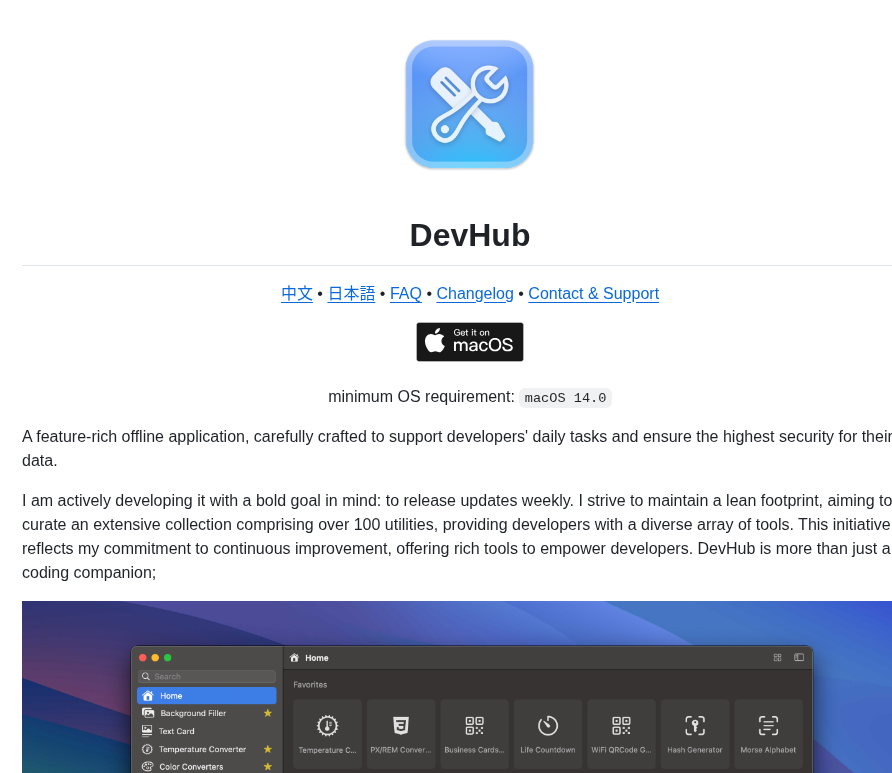 DevHub
中文 • 日本語 • FAQ • Changelog • Contact & Support
Get it on
macOS
minimum OS requirement: macOS 14.0
A feature-rich offline application, carefully crafted to support developers' daily tasks and ensure the highest security for their
data.
I am actively developing it with a bold goal in mind: to release updates weekly. I strive to maintain a lean footprint, aiming to
curate an extensive collection comprising over 100 utilities, providing developers with a diverse array of tools. This initiative
reflects my commitment to continuous improvement, offering rich tools to empower developers. DevHub is more than just a
coding companion;
Home
Search
Favorites
Home
Background Filler
Text Card
Temperature Converter
Color Converters
Temperature C...
PX/REM Conver...
Business Cards...
Life Countdown
WiFi QRCode G...
Hash Generator
Morse Alphabet